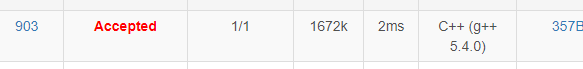 903 Accepted 1/1 1672k 2ms C++ (g++ 357B
5.4.0)